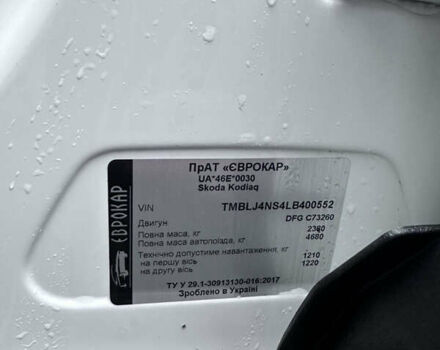 ЄВРОКАР
ПрАТ «ЄВРОКАР»
UA*46E*0030
Skoda Kodiaq
VIN TMBLJ4NS4LB400552
Двигун DFG C73260
Повна маса, кг 2380
Повна маса автопоїзда, кг 4680
Технічно допустиме навантаження, кг
на першу вісь 1210
на другу вісь 1220
ТУ У 29.1-30913130-016:2017
Зроблено в Україні